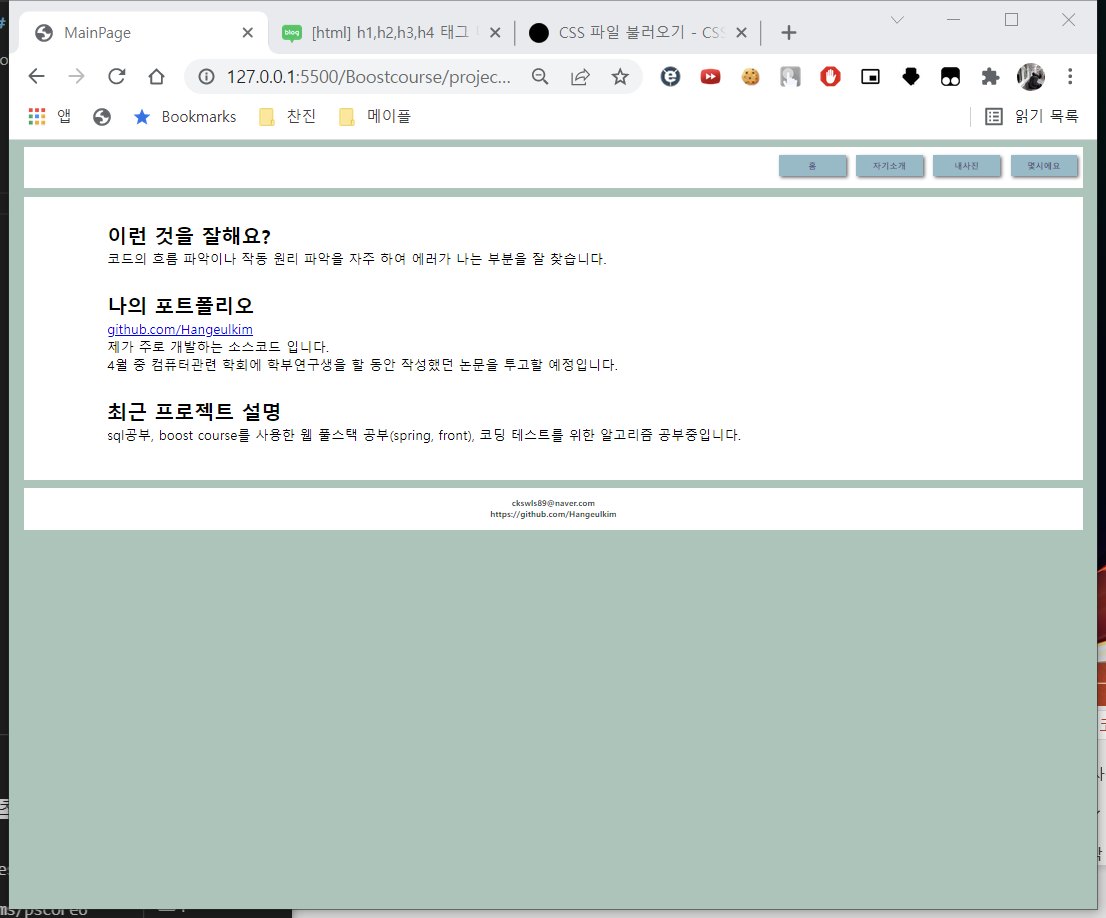 MainPage
[html] h1,h2,h3,h4 태그
CSS 파일 불러오기 - CSS
127.0.0.1:5500/Boostcourse/projec...
앱
Bookmarks
찬진
메이플
읽기 목록
홈
자기소개
내사진
몇시에요
이런 것을 잘해요?
코드의 흐름 파악이나 작동 원리 파악을 자주 하여 에러가 나는 부분을 잘 찾습니다.
나의 포트폴리오
github.com/Hangeulkim
제가 주로 개발하는 소스코드 입니다.
4월 중 컴퓨터관련 학회에 학부연구생을 할 동안 작성했던 논문을 투고할 예정입니다.
최근 프로젝트 설명
sql공부, boost course를 사용한 웹 풀스택 공부(spring, front), 코딩 테스트를 위한 알고리즘 공부중입니다.
ckswls89@naver.com
https://github.com/Hangeulkim